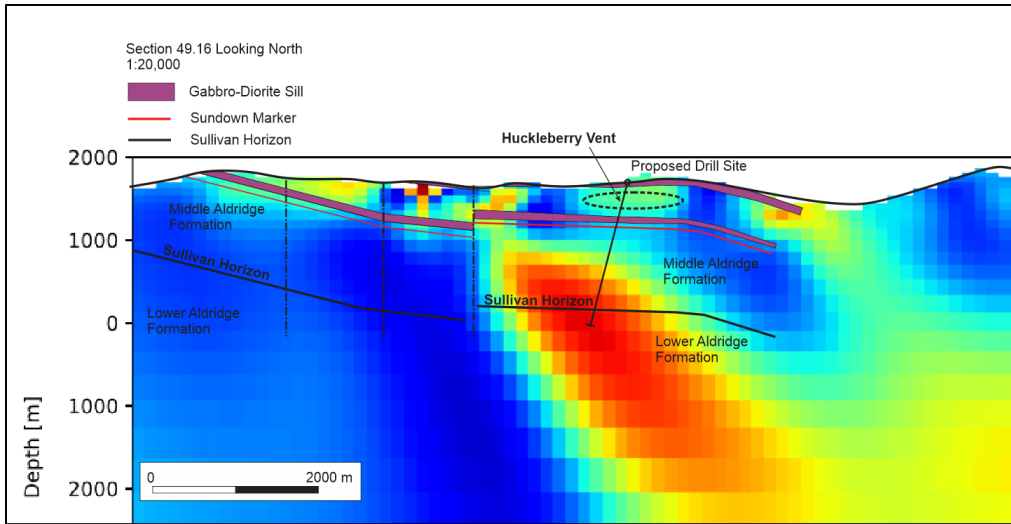 Section 49.16 Looking North
1:20,000
Gabbro-Diorite Sill
Sundown Marker
Sullivan Horizon
Huckleberry Vent
Proposed Drill Site
2000
Middle Aldridge
Formation
1000
Sullivan Horizon
Middle Aldridge
Formation
Sullivan Horizon
Lower Aldridge
Formation
0
Lower Aldridge
Formation
1000
Depth [m]
0
2000 m
2000